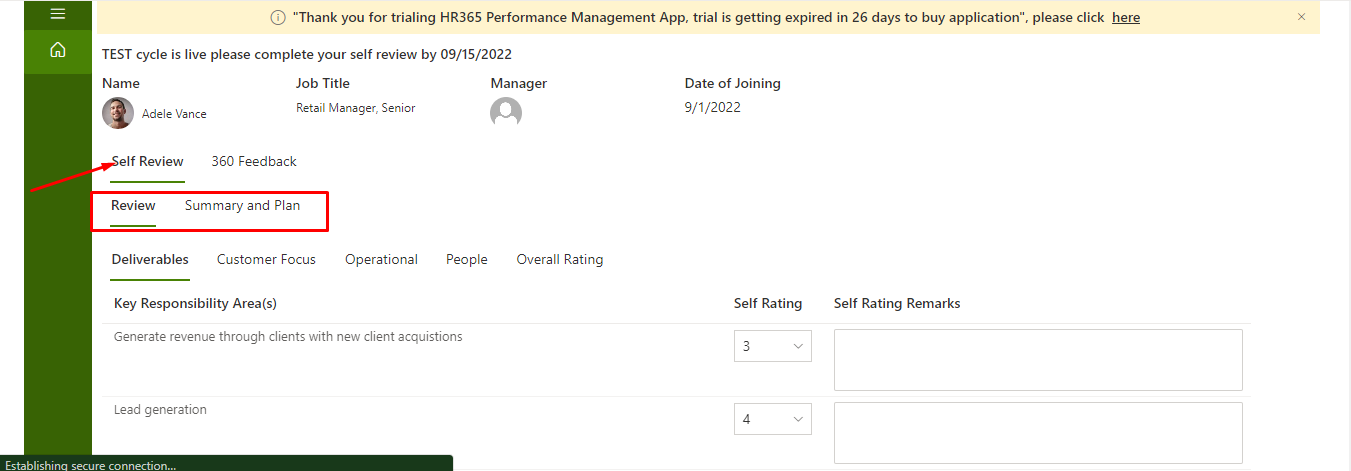 "Thank you for trialing HR365 Performance Management App, trial is getting expired in 26 days to buy application", please click here
TEST cycle is live please complete your self review by 09/15/2022
Name Job Title Manager Date of Joining
Adele Vance Retail Manager, Senior 9/1/2022
Self Review 360 Feedback
Review Summary and Plan
Deliverables Customer Focus Operational People Overall Rating
Key Responsibility Area(s) Self Rating Self Rating Remarks
Generate revenue through clients with new client acquistions 3
Lead generation 4
Establishing secure connection...